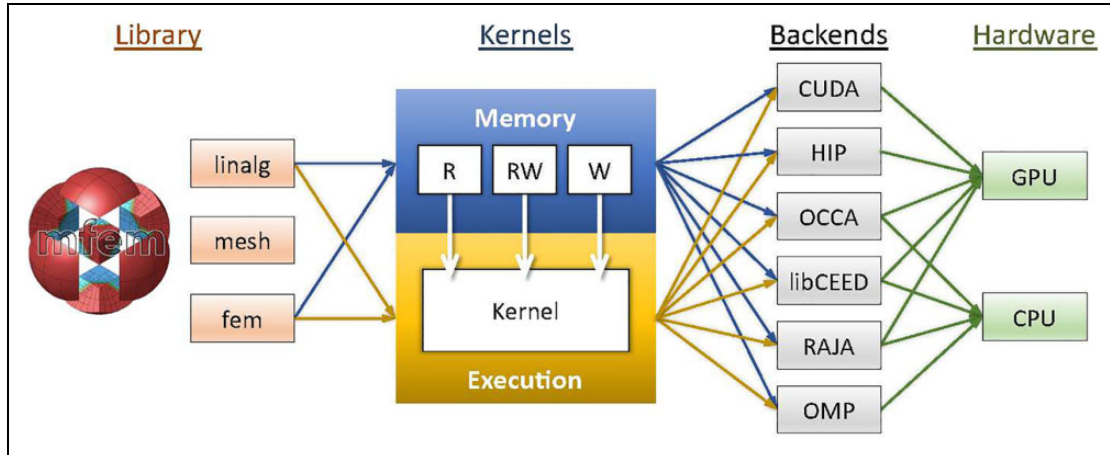 Library
Kernels
Backends
Hardware
mfem
linalg
mesh
fem
Memory
R
RW
W
Kernel
Execution
CUDA
HIP
OCCA
libCEED
RAJA
OMP
GPU
CPU